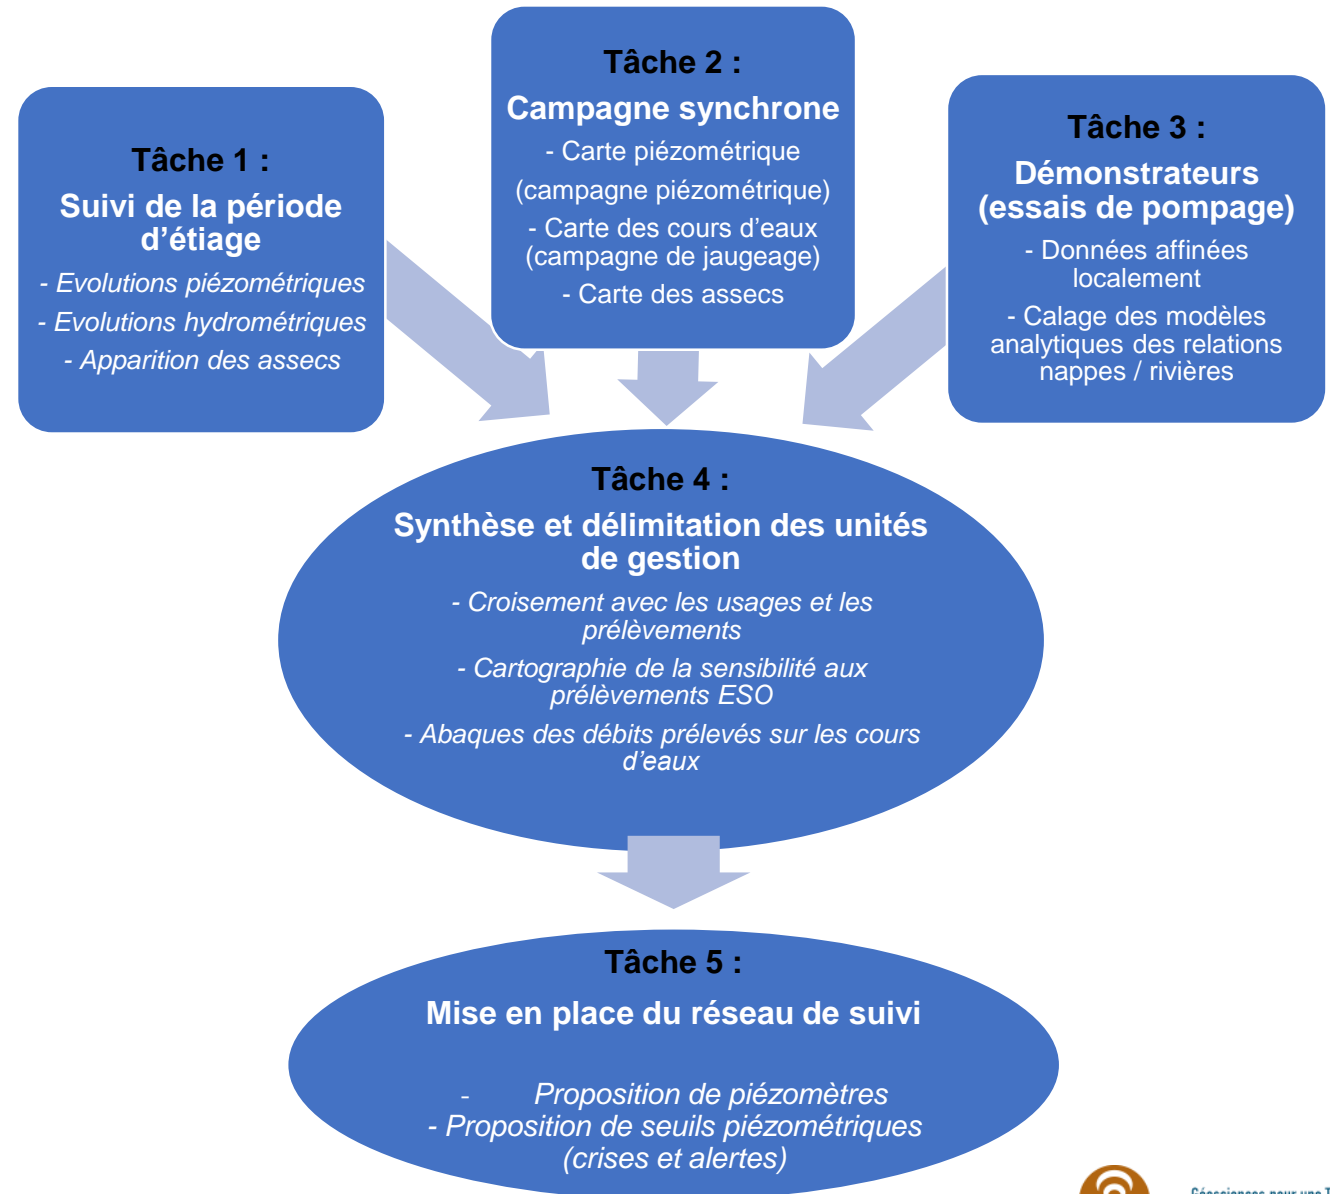 Tâche 1 :
Suivi de la période
d’étiage
- Evolutions piézométriques
- Evolutions hydrométriques
- Apparition des assecs
Tâche 2 :
Campagne synchrone
- Carte piézométrique
(campagne piézométrique)
- Carte des cours d’eaux
(campagne de jaugeage)
- Carte des assecs
Tâche 3 :
Démonstrateurs
(essais de pompage)
- Données affinées
localement
- Calage des modèles
analytiques des relations
nappes / rivières
Tâche 4 :
Synthèse et délimitation des unités
de gestion
- Croisement avec les usages et les
prélèvements
- Cartographie de la sensibilité aux
prélèvements ESO
- Abaques des débits prélevés sur les cours
d’eaux
Tâche 5 :
Mise en place du réseau de suivi
- Proposition de piézomètres
- Proposition de seuils piézométriques
(crises et alertes)